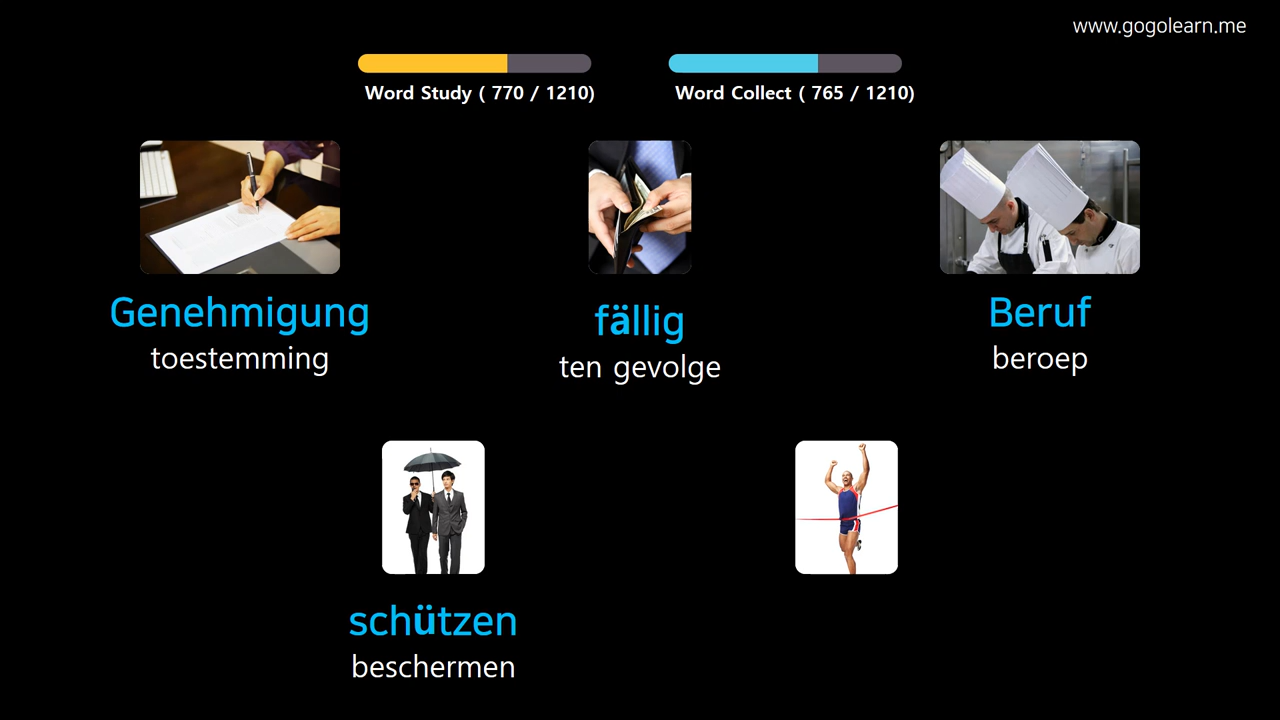 www.gogolearn.me
Word Study ( 770 / 1210)
Word Collect ( 765 / 1210)
Genehmigung
toestemming
fällig
ten gevolge
Beruf
beroep
schützen
beschermen